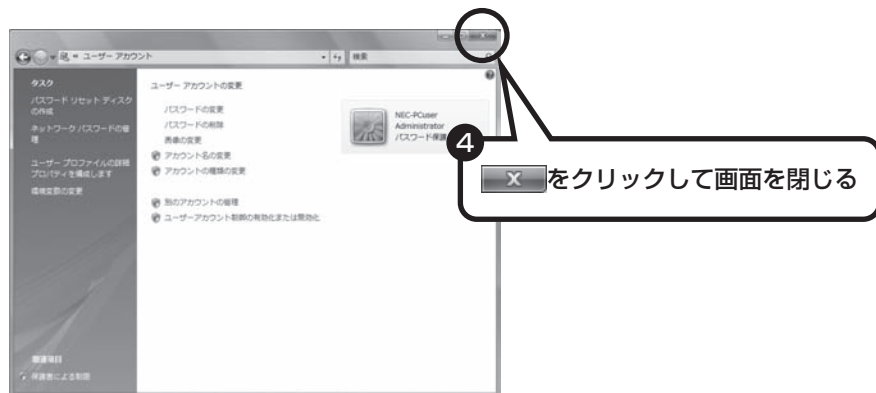 ユーザー アカウント
検索
タスク
パスワード リセット ディスク
の作成
ネットワーク パスワードの管
理
ユーザー プロファイルの詳細
プロパティを構成します
環境変数の変更
関連項目
保護者による制限
ユーザー アカウントの変更
パスワードの変更
パスワードの削除
画像の変更
アカウント名の変更
アカウントの種類の変更
別のアカウントの管理
ユーザーアカウント制御の有効化または無効化
NEC-PCuser
Administrator
パスワード保護
4
X をクリックして画面を閉じる